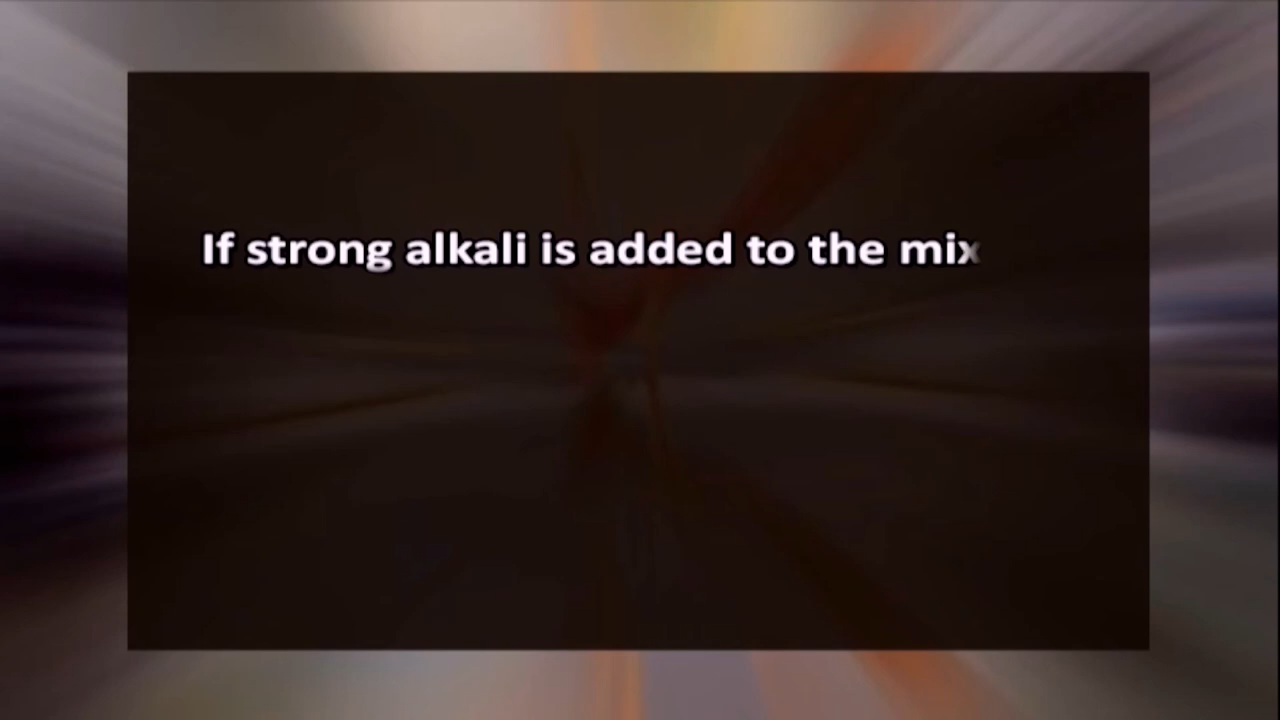 If strong alkali is added to the mix